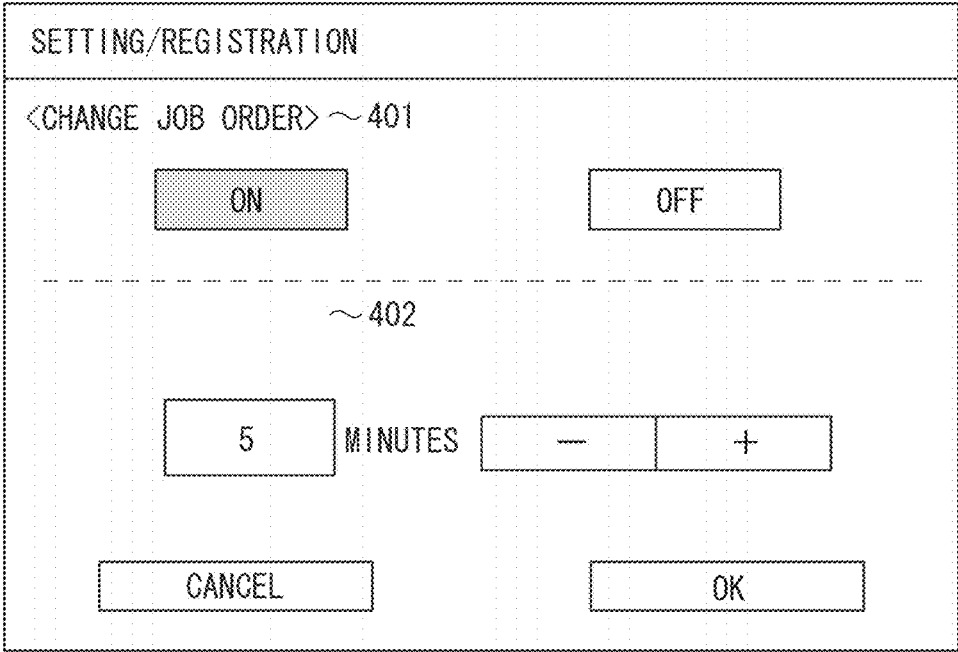 SETTING/REGISTRATION
<CHANGE JOB ORDER> ~401
ON OFF
~402
5 MINUTES — +
CANCEL OK